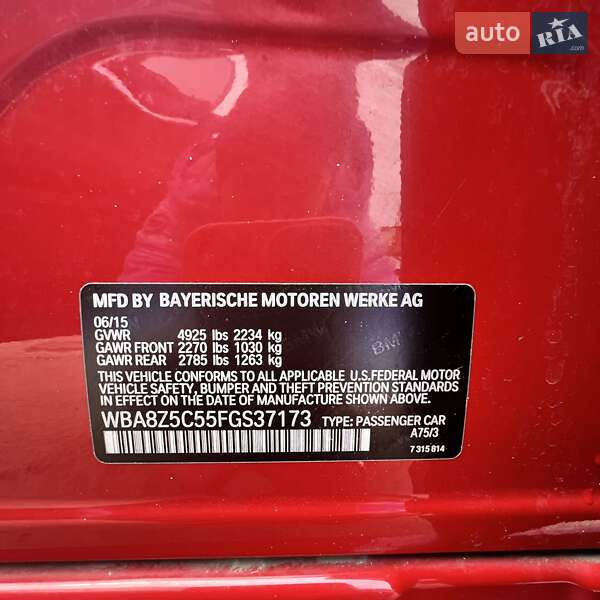 auto RIA.com
MFD BY BAYERISCHE MOTOREN WERKE AG
06/15
GVWR 4925 lbs 2234 kg
GAWR FRONT 2270 lbs 1030 kg
GAWR REAR 2785 lbs 1263 kg
BMW
THIS VEHICLE CONFORMS TO ALL APPLICABLE U.S.FEDERAL MOTOR
VEHICLE SAFETY, BUMPER, AND THEFT PREVENTION STANDARDS
IN EFFECT ON THE DATE OF MANUFACTURE SHOWN ABOVE.
WBA8Z5C55FGS37173 TYPE: PASSENGER CAR
A75/3
7 315 814